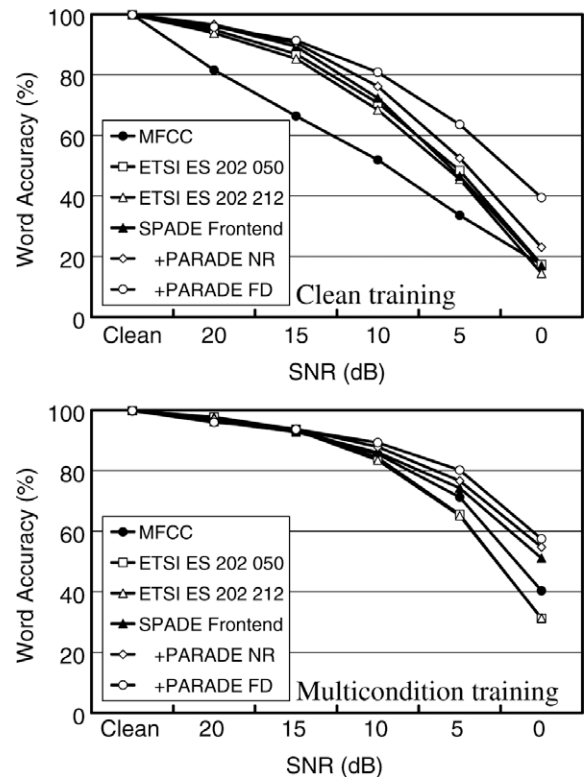 100
80
60
40
20
0
Word Accuracy (%)
MFCC
ETSI ES 202 050
ETSI ES 202 212
SPADE Frontend
+PARADE NR
+PARADE FD
Clean training
Clean 20 15 10 5 0
SNR (dB)
100
80
60
40
20
0
Word Accuracy (%)
MFCC
ETSI ES 202 050
ETSI ES 202 212
SPADE Frontend
+PARADE NR
+PARADE FD
Multicondition training
Clean 20 15 10 5 0
SNR (dB)